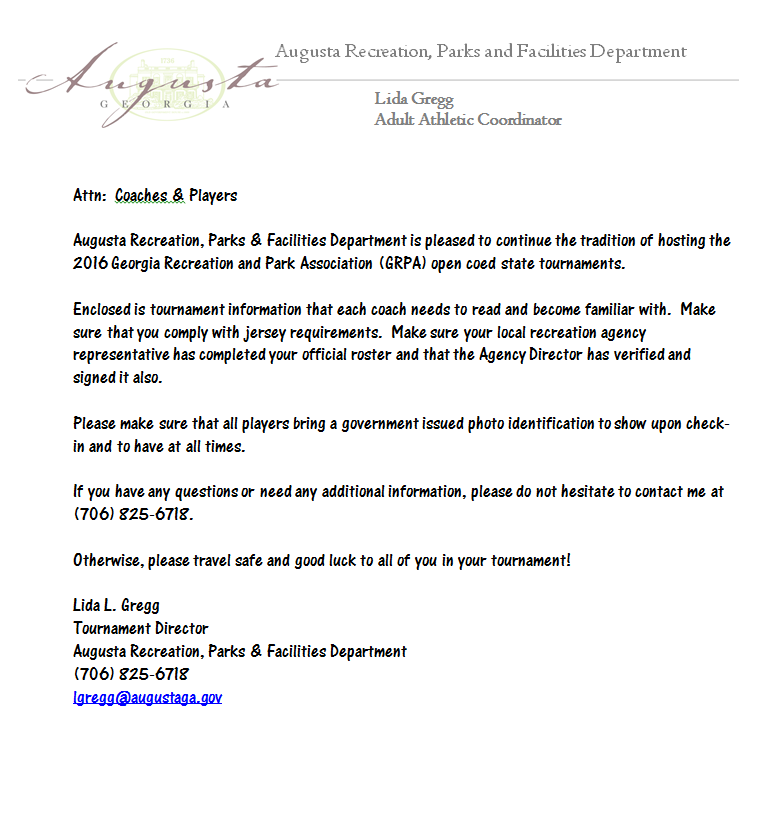 Augusta Recreation, Parks and Facilities Department
Augusta
GEORGIA
Lida Gregg
Adult Athletic Coordinator
Attn: Coaches & Players
Augusta Recreation, Parks & Facilities Department is pleased to continue the tradition of hosting the
2016 Georgia Recreation and Park Association (GRPA) open coed state tournaments.
Enclosed is tournament information that each coach needs to read and become familiar with. Make
sure that you comply with jersey requirements. Make sure your local recreation agency
representative has completed your official roster and that the Agency Director has verified and
signed it also.
Please make sure that all players bring a government issued photo identification to show upon check-
in and to have at all times.
If you have any questions or need any additional information, please do not hesitate to contact me at
(706) 825-6718.
Otherwise, please travel safe and good luck to all of you in your tournament!
Lida L. Gregg
Tournament Director
Augusta Recreation, Parks & Facilities Department
(706) 825-6718
lgregg@augustaga.gov